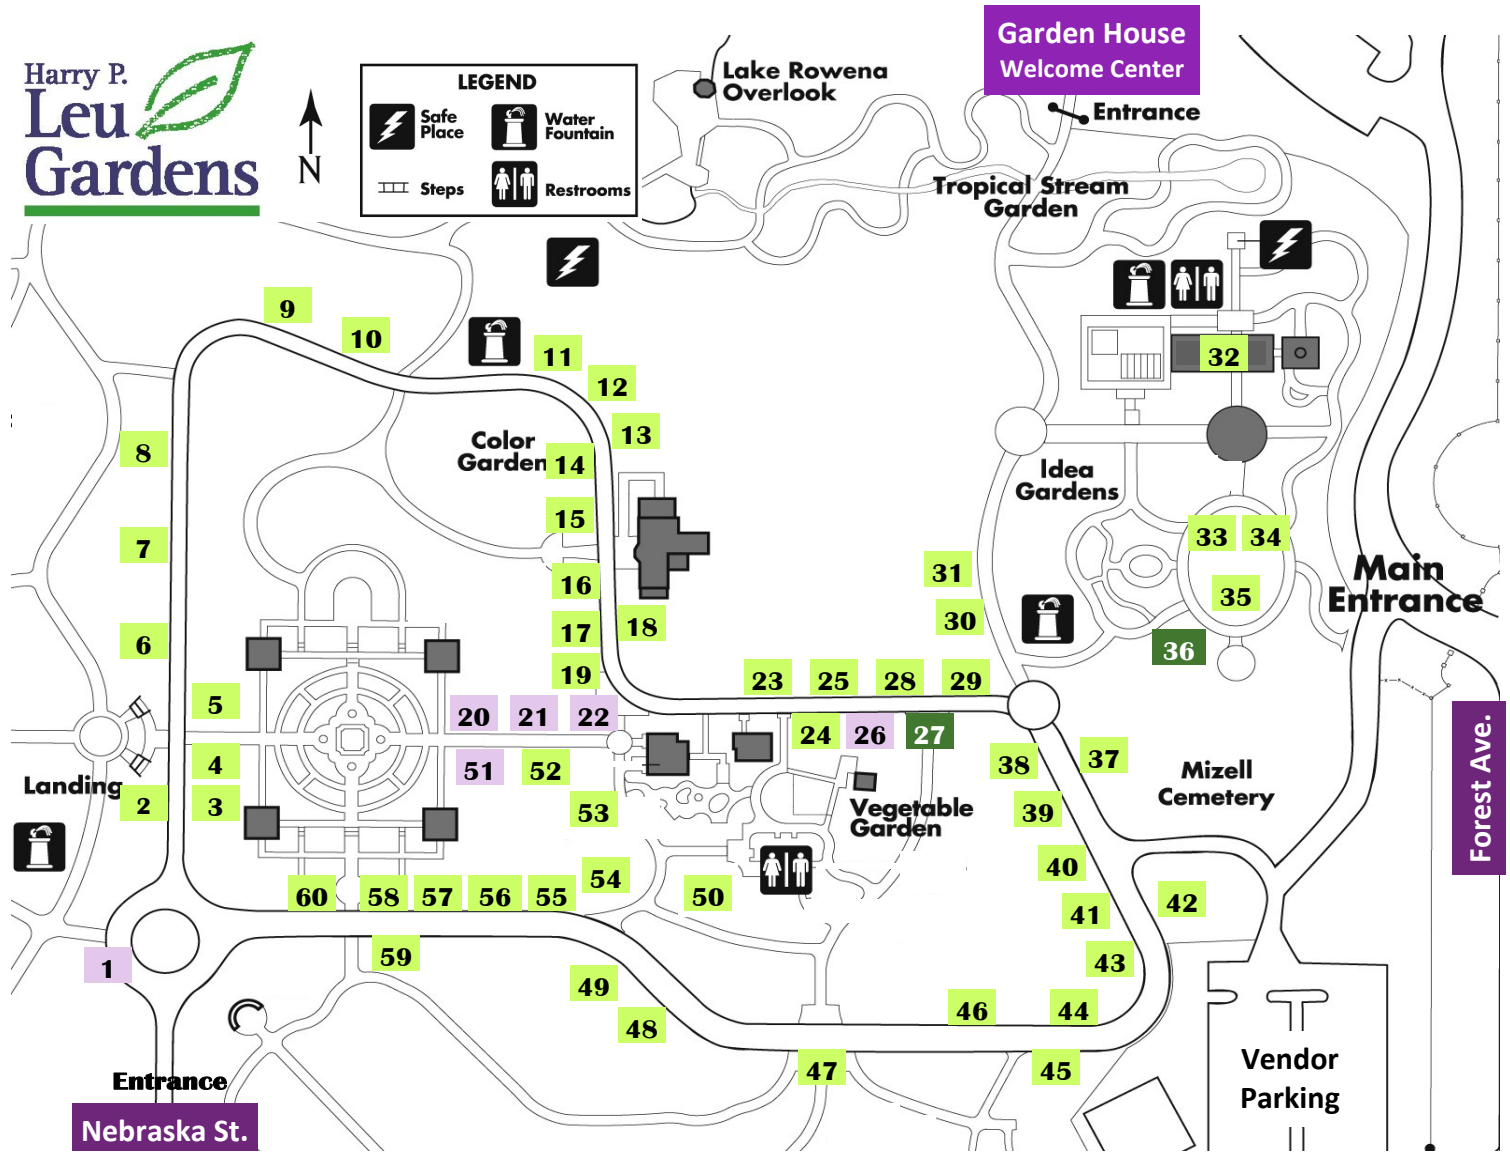 Harry P.
Leu
Gardens
N
LEGEND
Safe
Place
Water
Fountain
Steps
Restrooms
Lake Rowena
Overlook
Garden House
Welcome Center
Entrance
Tropical Stream
Garden
9
10
11
12
13
32
Color
Garden
14
8
15
Idea
Gardens
33 34
7
16
31
35
Main
Entrance
17
18
30
6
36
19
23
25
28
29
5
20
21
22
24
26
27
4
51
52
38
37
Mizell
Cemetery
Landing
2
3
53
Vegetable
Garden
39
Forest Ave.
40
54
60
58
57
56
55
50
41
42
1
59
43
49
46
44
48
47
45
Vendor
Parking
Entrance
Nebraska St.